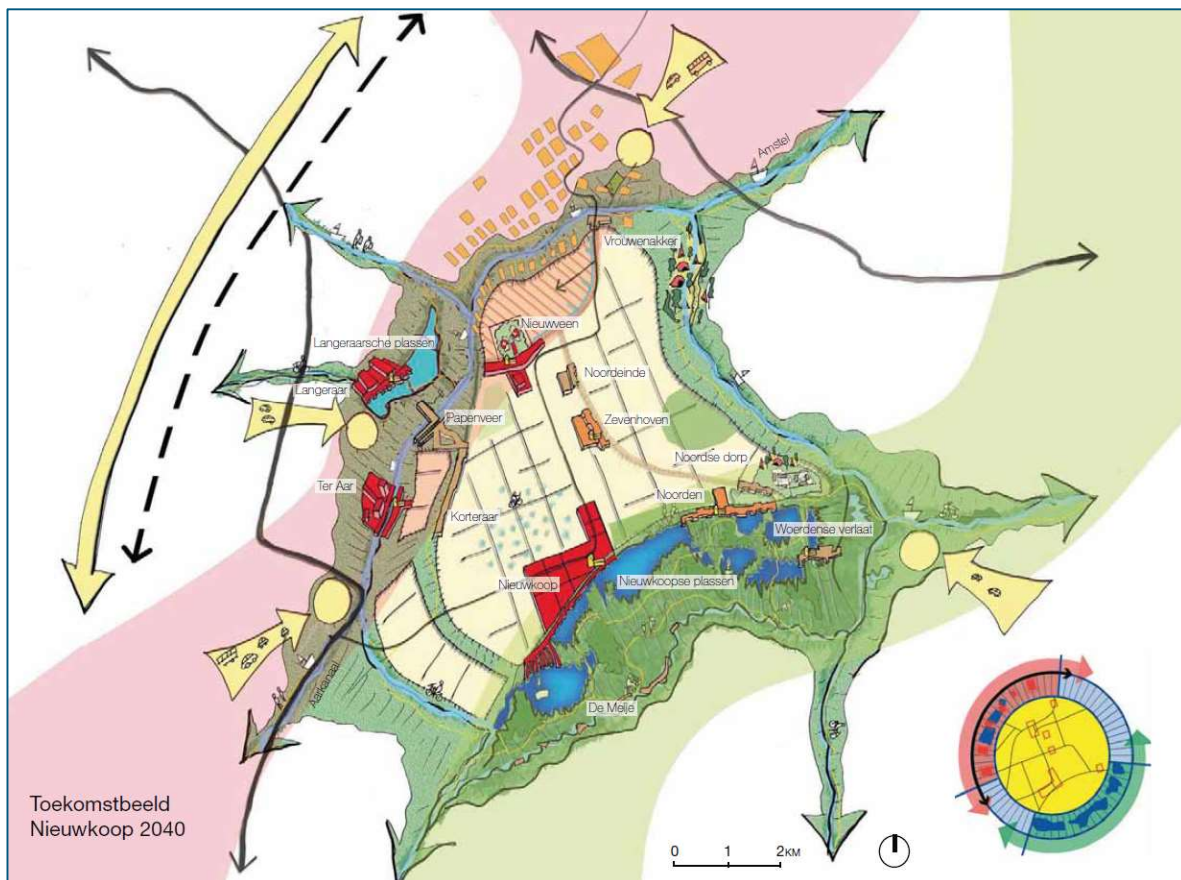 Amstel
Vrouwenakker
Nieuwveen
Langeraarsche plassen
Noordeinde
Langeraar
Papenveer
Zevenhoven
Noordse dorp
Ter Aar
Noorden
Korteraar
Woerdense verlaat
Nieuwkoop
Nieuwkoopse plassen
Aarkanaal
De Meije
Toekomstbeeld
Nieuwkoop 2040
0 1 2KM